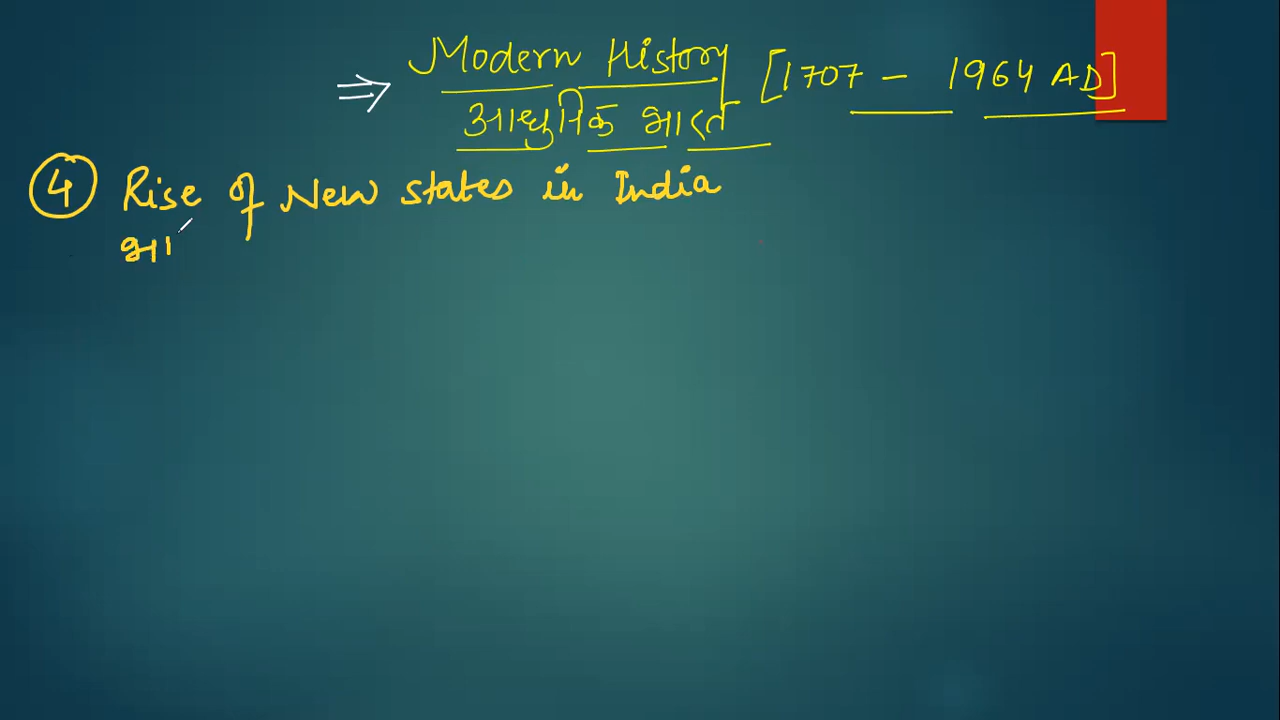 ⇒ Modern History [1707 - 1964 AD]
आधुनिक भारत
④ Rise of New states in India
भा